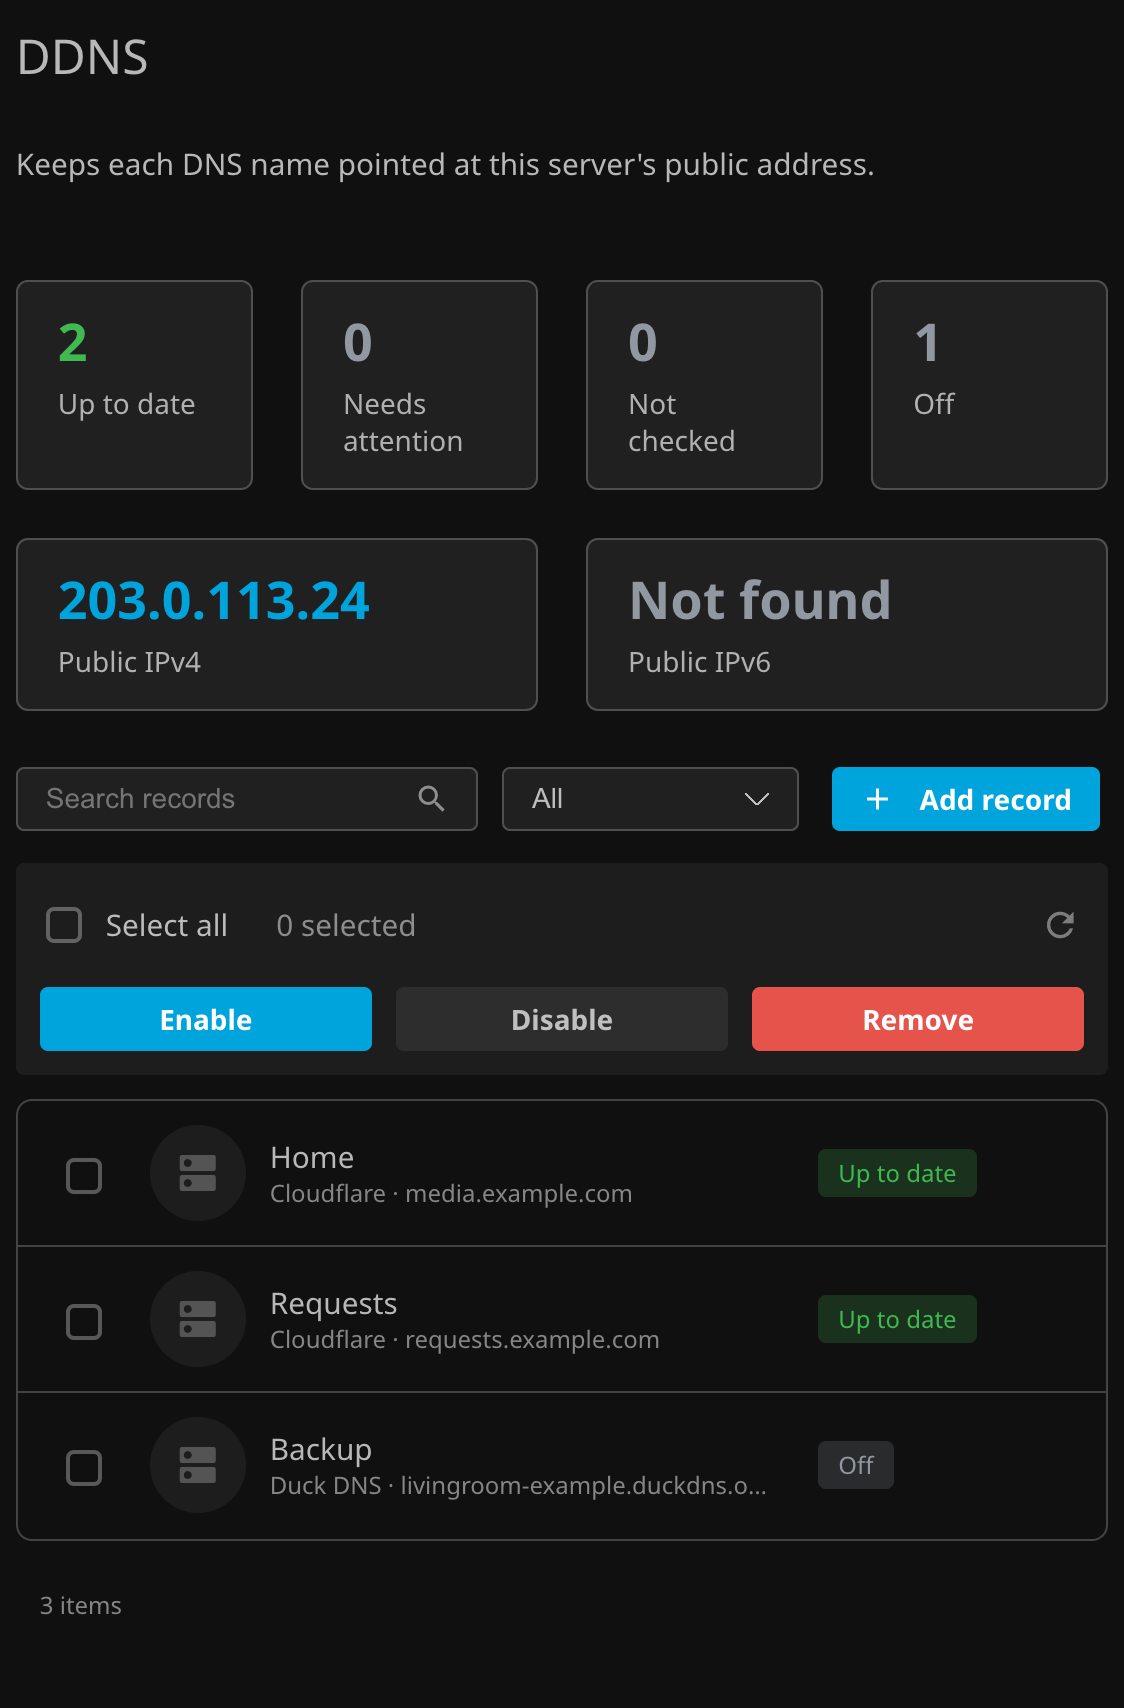 DDNS
Keeps each DNS name pointed at this server's public address.
2
Up to date
0
Needs
attention
0
Not
checked
1
Off
203.0.113.24
Public IPv4
Not found
Public IPv6
Search records
All
Add record
Select all
0 selected
Enable
Disable
Remove
Home
Cloudflare · media.example.com
Up to date
Requests
Cloudflare · requests.example.com
Up to date
Backup
Duck DNS · livingroom-example.duckdns.o...
Off
3 items